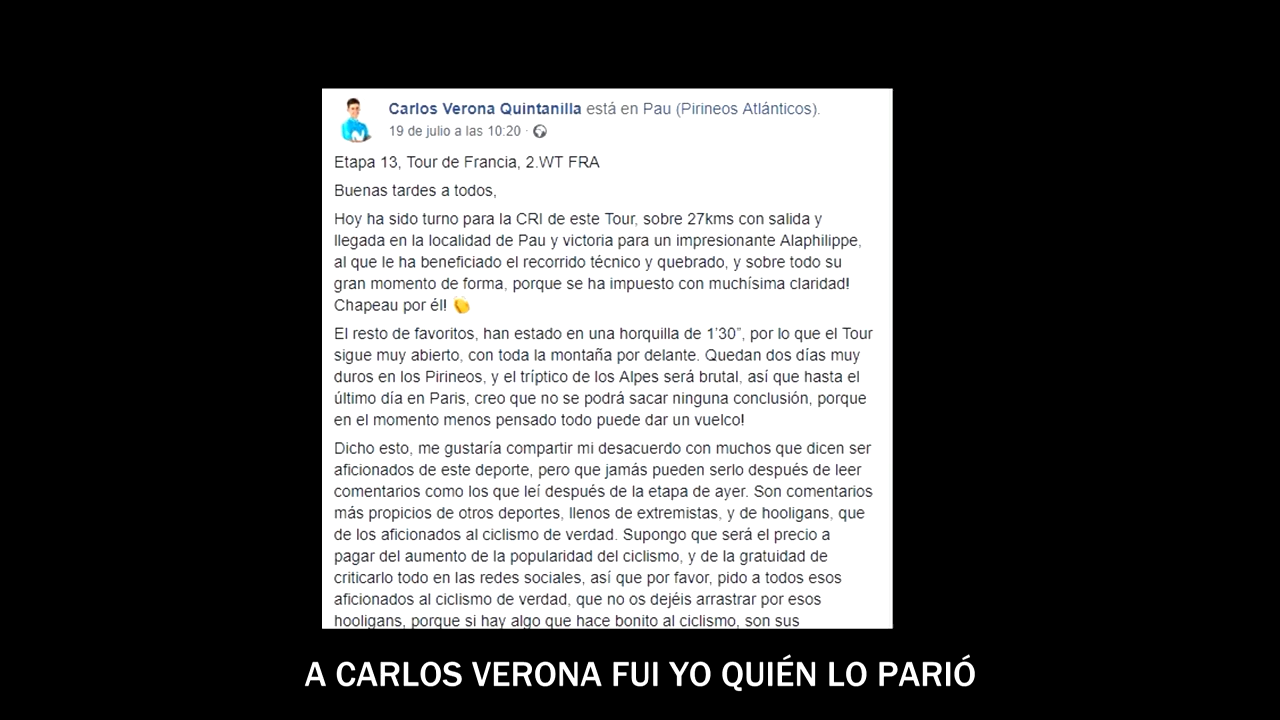 Carlos Verona Quintanilla está en Pau (Pirineos Atlánticos).
19 de julio a las 10:20 ·
Etapa 13, Tour de Francia, 2.WT FRA
Buenas tardes a todos,
Hoy ha sido turno para la CRI de este Tour, sobre 27kms con salida y
llegada en la localidad de Pau y victoria para un impresionante Alaphilippe,
al que le ha beneficiado el recorrido técnico y quebrado, y sobre todo su
gran momento de forma, porque se ha impuesto con muchísima claridad!
Chapeau por él! 👏
El resto de favoritos, han estado en una horquilla de 1'30”, por lo que el Tour
sigue muy abierto, con toda la montaña por delante. Quedan dos días muy
duros en los Pirineos, y el tríptico de los Alpes será brutal, así que hasta el
último día en Paris, creo que no se podrá sacar ninguna conclusión, porque
en el momento menos pensado todo puede dar un vuelco!
Dicho esto, me gustaría compartir mi desacuerdo con muchos que dicen ser
aficionados de este deporte, pero que jamás pueden serlo después de leer
comentarios como los que leí después de la etapa de ayer. Son comentarios
más propicios de otros deportes, llenos de extremistas, y de hooligans, que
de los aficionados al ciclismo de verdad. Supongo que será el precio a
pagar del aumento de la popularidad del ciclismo, y de la gratuidad de
criticarlo todo en las redes sociales, así que por favor, pido a todos esos
aficionados al ciclismo de verdad, que no os dejéis arrastrar por esos
hooligans, porque si hay algo que hace bonito al ciclismo, son sus
A CARLOS VERONA FUI YO QUIÉN LO PARIÓ